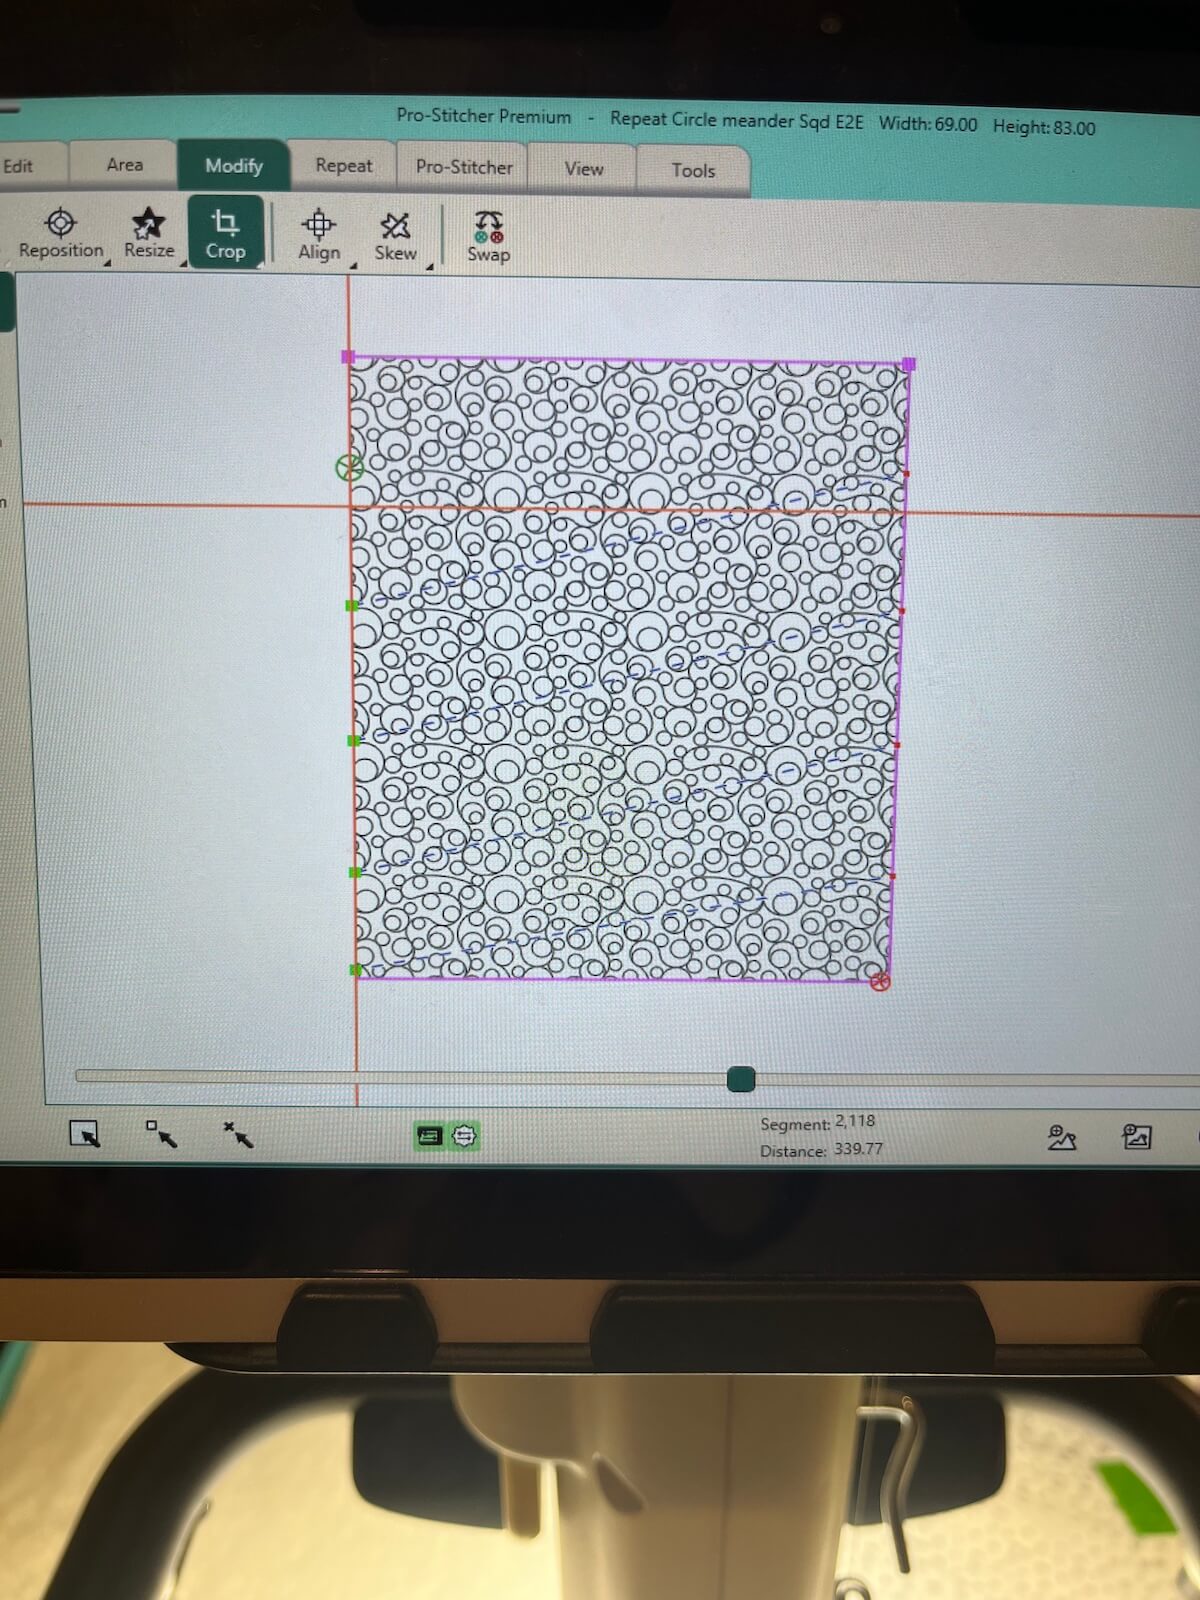 Pro-Stitcher Premium - Repeat Circle meander Sqd E2E Width: 69.00 Height: 83.00
Edit Area Modify Repeat Pro-Stitcher View Tools
Reposition Resize Crop Align Skew Swap
Segment: 2,118
Distance: 339.77